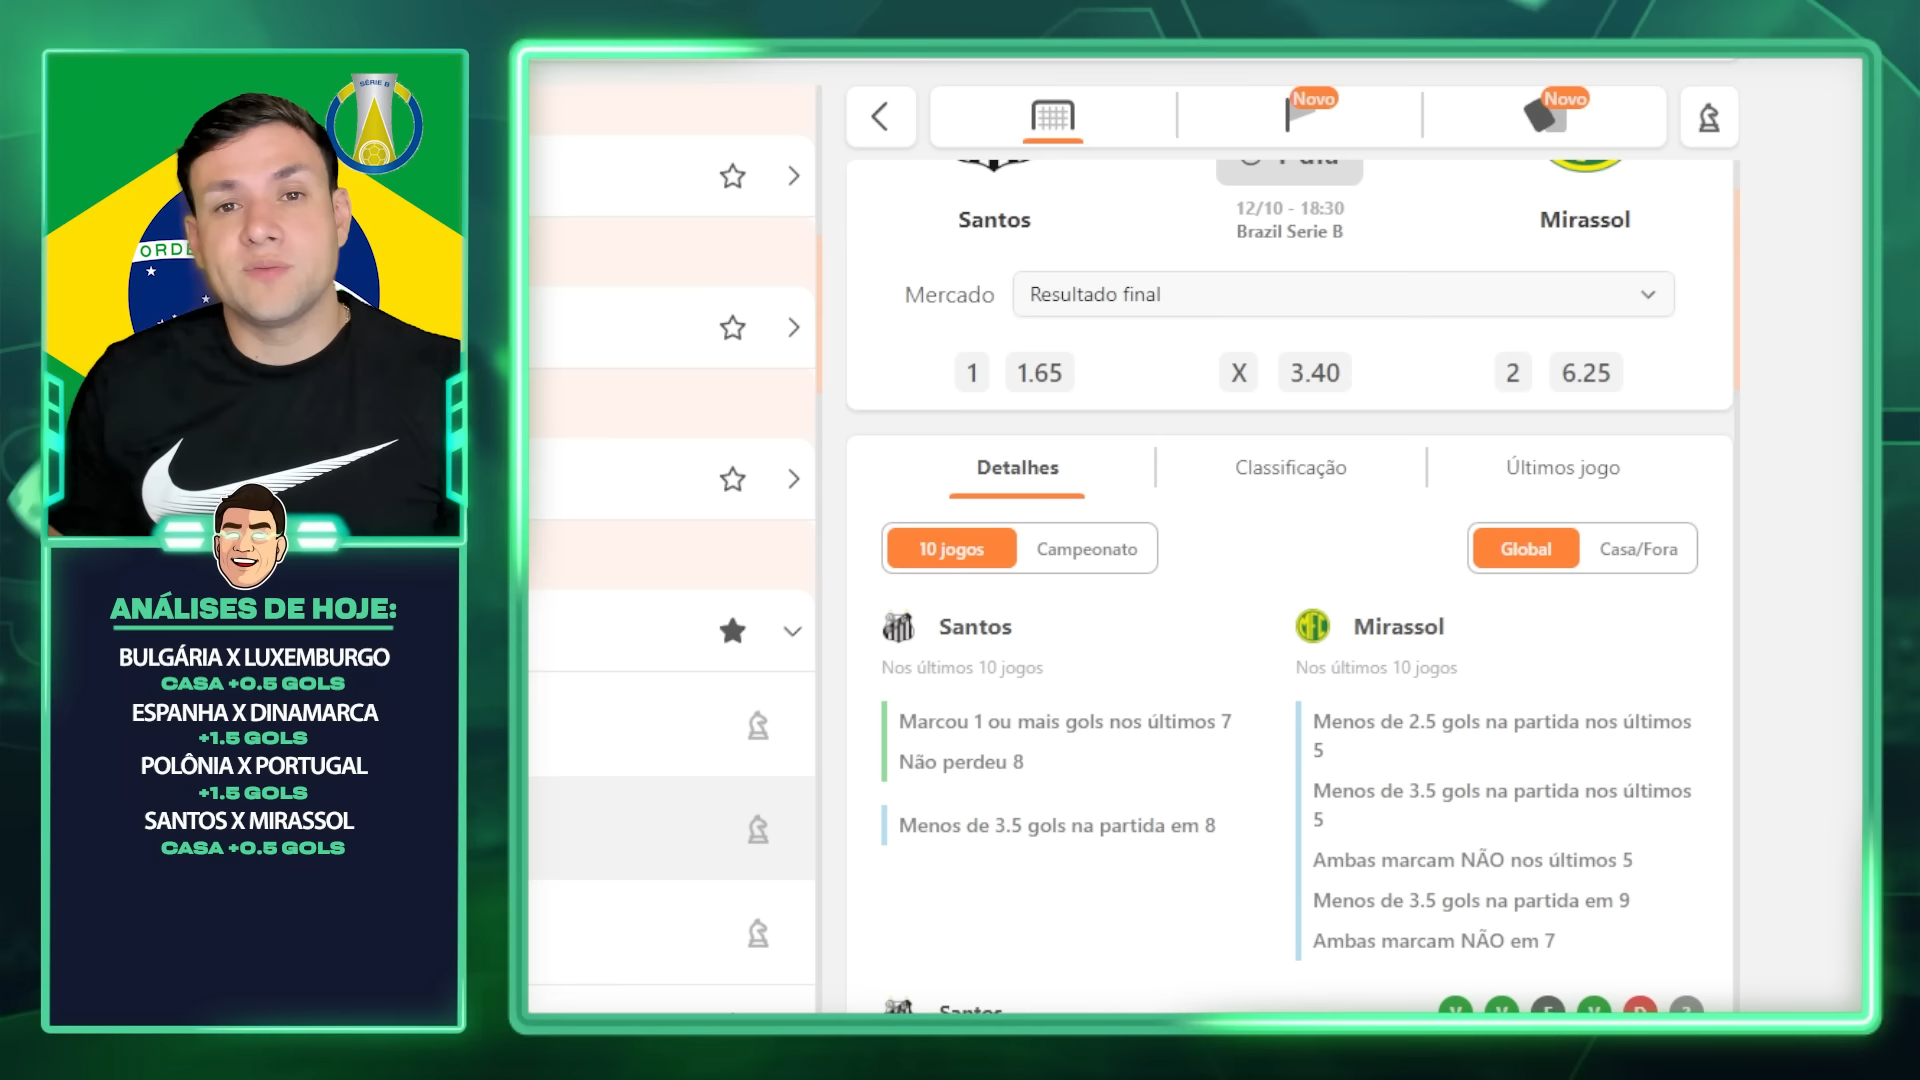 SÉRIE B
ORDE
ANÁLISES DE HOJE:
BULGÁRIA X LUXEMBURGO
CASA +0.5 GOLS
ESPANHA X DINAMARCA
+1.5 GOLS
POLÔNIA X PORTUGAL
+1.5 GOLS
SANTOS X MIRASSOL
CASA +0.5 GOLS
Novo
Novo
1 dia
12/10 - 18:30
Santos
Brazil Serie B
Mirassol
Mercado
Resultado final
1 1.65 X 3.40 2 6.25
Detalhes
Classificação
Últimos jogo
10 jogos
Campeonato
Global
Casa/Fora
Santos
Nos últimos 10 jogos
Marcou 1 ou mais gols nos últimos 7
Não perdeu 8
Menos de 3.5 gols na partida em 8
MFC
Mirassol
Nos últimos 10 jogos
Menos de 2.5 gols na partida nos últimos
5
Menos de 3.5 gols na partida nos últimos
5
Ambas marcam NÃO nos últimos 5
Menos de 3.5 gols na partida em 9
Ambas marcam NÃO em 7
Santos
V V E V D ?